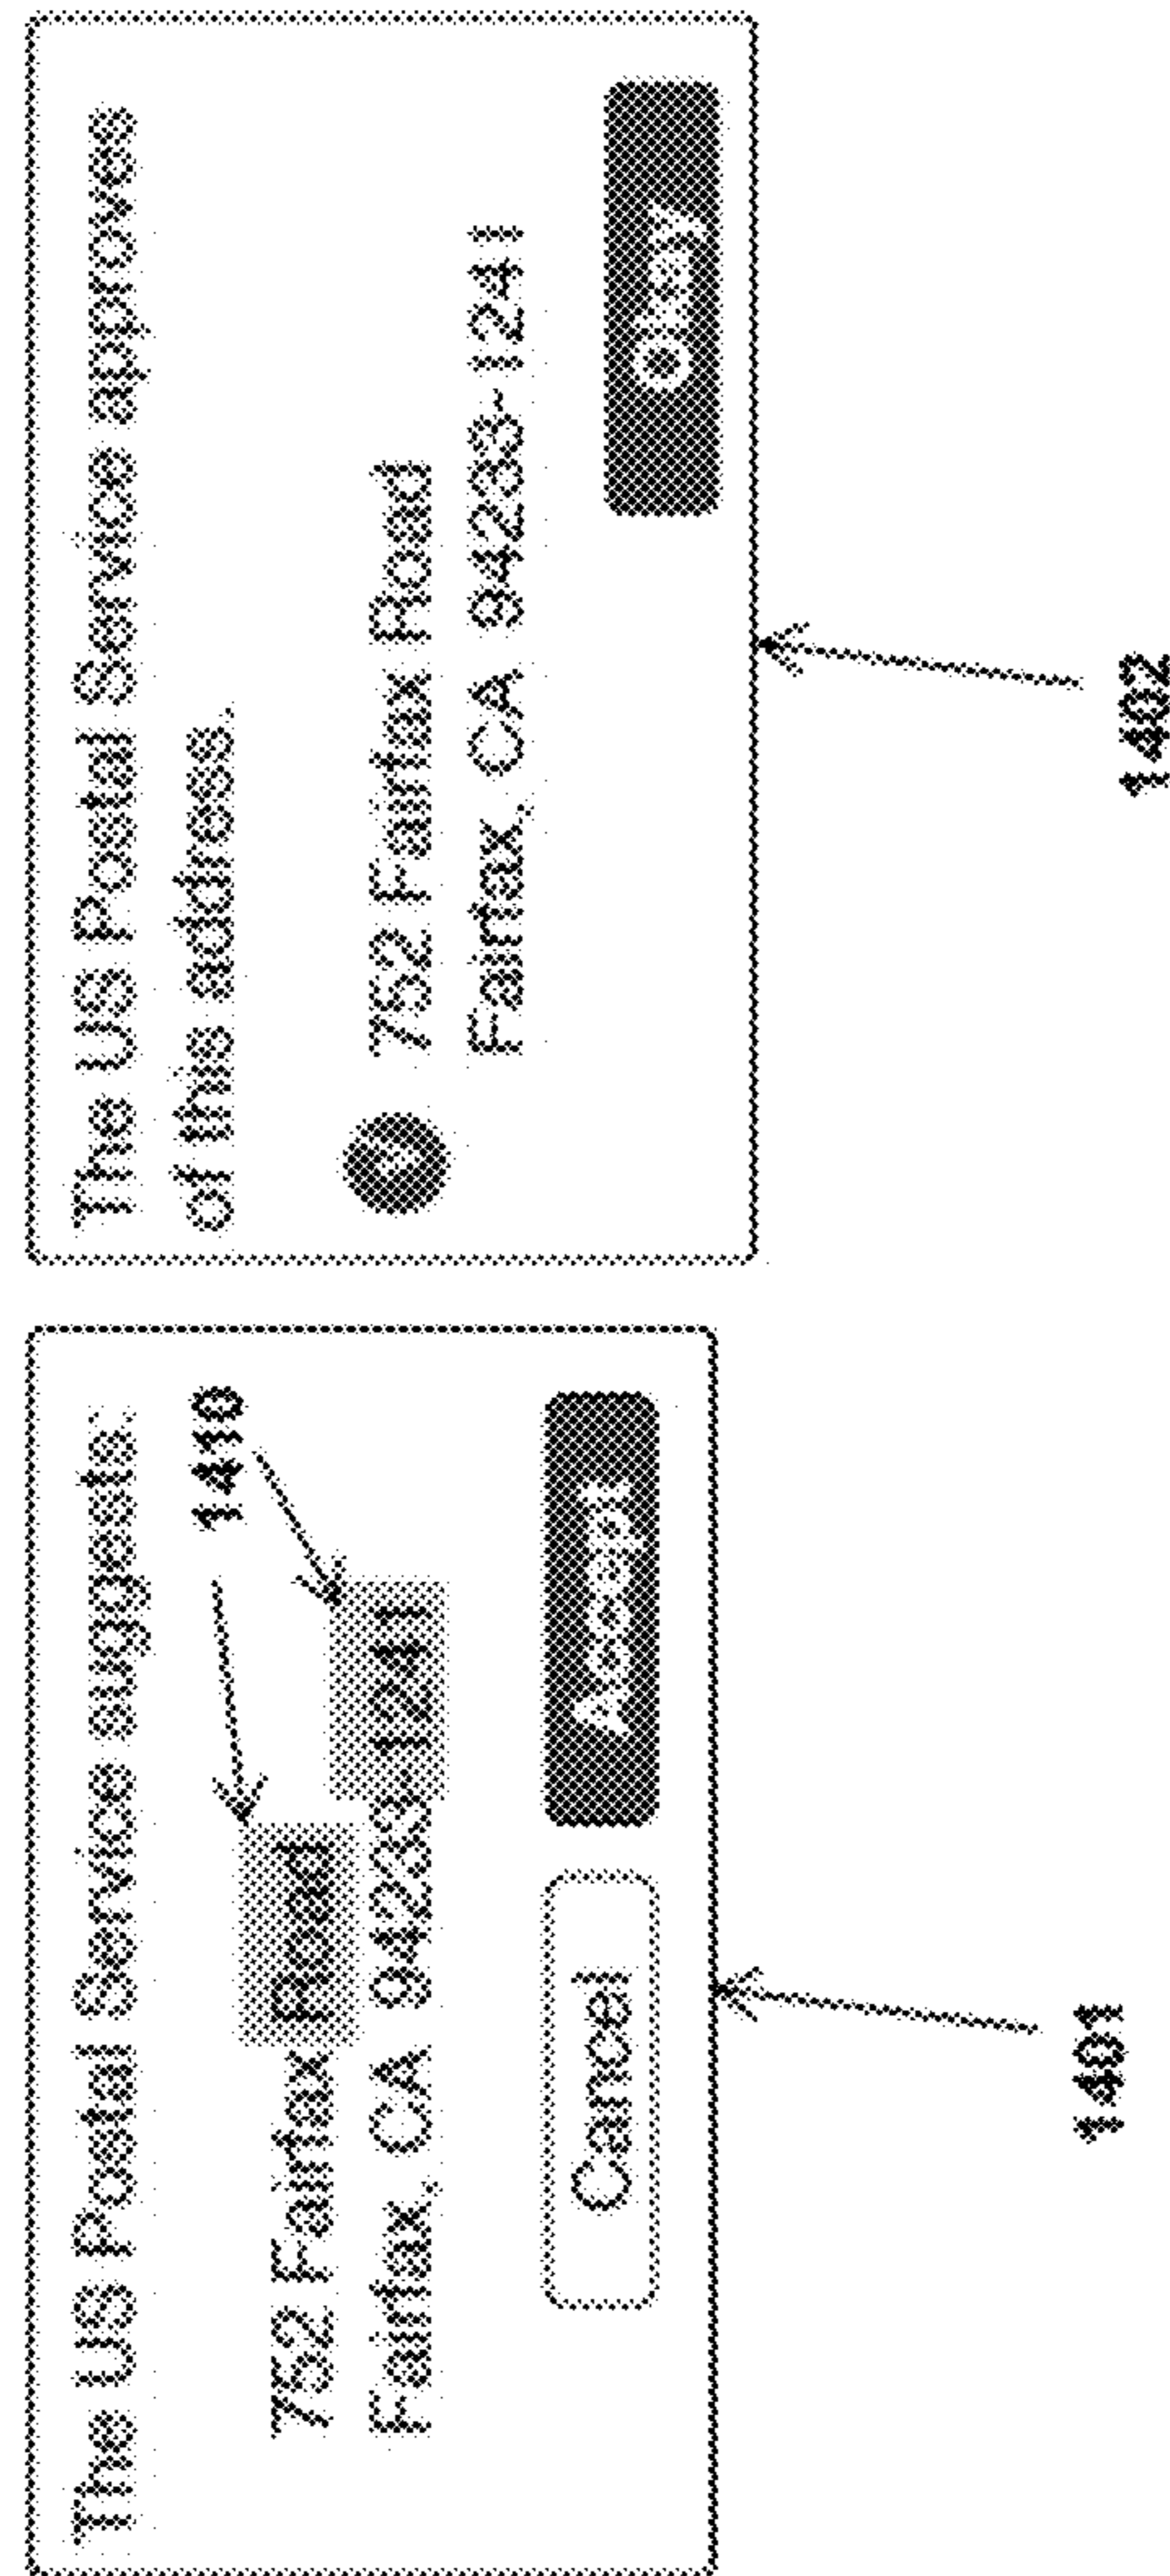 The US Postal Service suggests:
1410
752 Fairfax Road
Fairfax, CA 94233-1241
Cancel
Accept
1401
The US Postal Service approves
of this address.
752 Fairfax Road
Fairfax, CA 94233-1241
Okay
1402